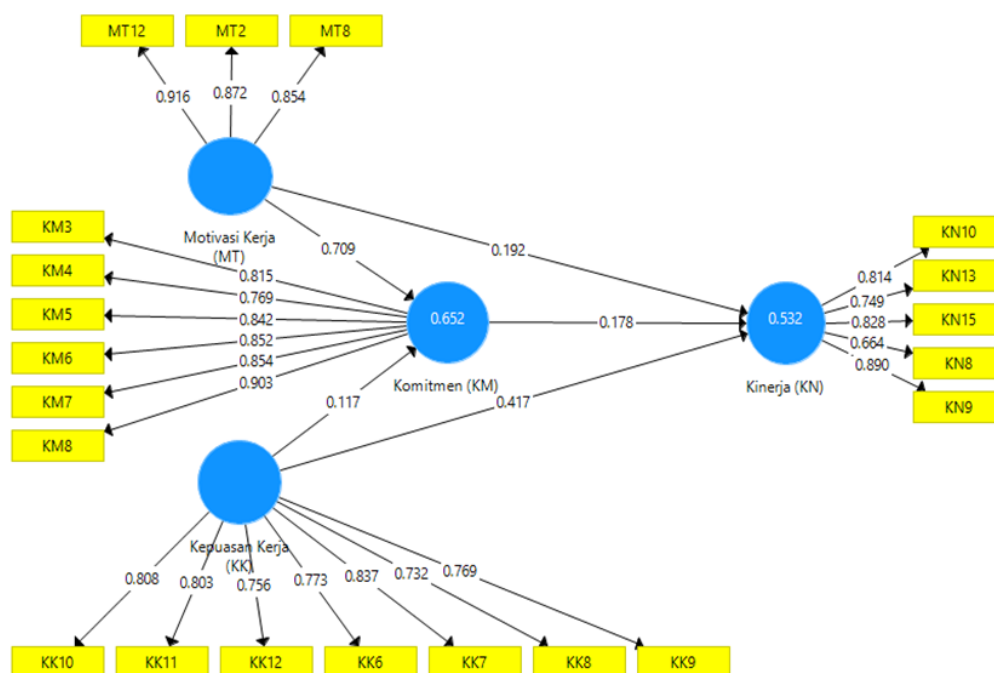 MT12
MT2
MT8
0.916
0.872
0.854
Motivasi Kerja
(MT)
KM3
KM4
KM5
KM6
KM7
KM8
0.815
0.769
0.842
0.852
0.854
0.903
0.709
0.192
0.652
Komitmen (KM)
0.178
0.117
0.417
0.532
Kinerja (KN)
0.814
0.749
0.828
0.664
0.890
KN10
KN13
KN15
KN8
KN9
Kepuasan Kerja
(KK)
0.808
0.803
0.756
0.773
0.837
0.732
0.769
KK10
KK11
KK12
KK6
KK7
KK8
KK9